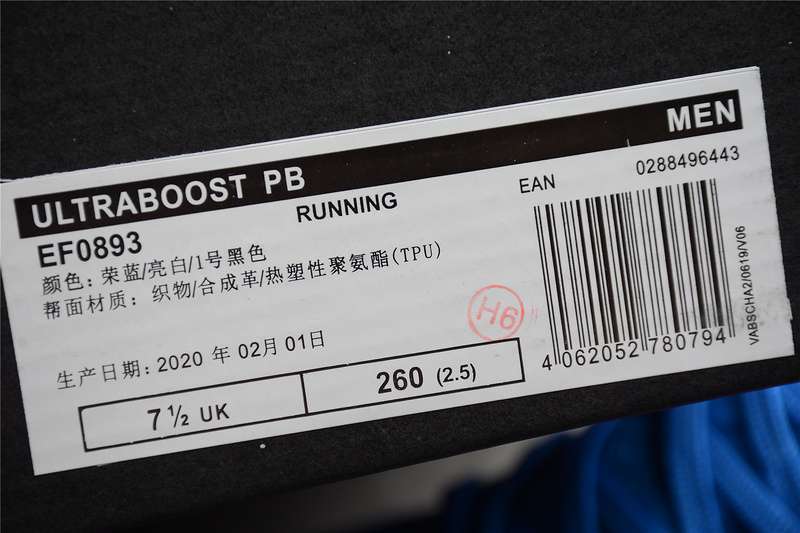 MEN
ULTRABOOST PB
RUNNING
EAN
0288496443
EF0893
颜色: 荣蓝/亮白/1号黑色
帮面材质: 织物/合成革/热塑性聚氨酯(TPU)
H6
生产日期: 2020 年 02月 01日
7 ½ UK
260 (2.5)
4 062052 780794
VABSCHA2/0619/V06